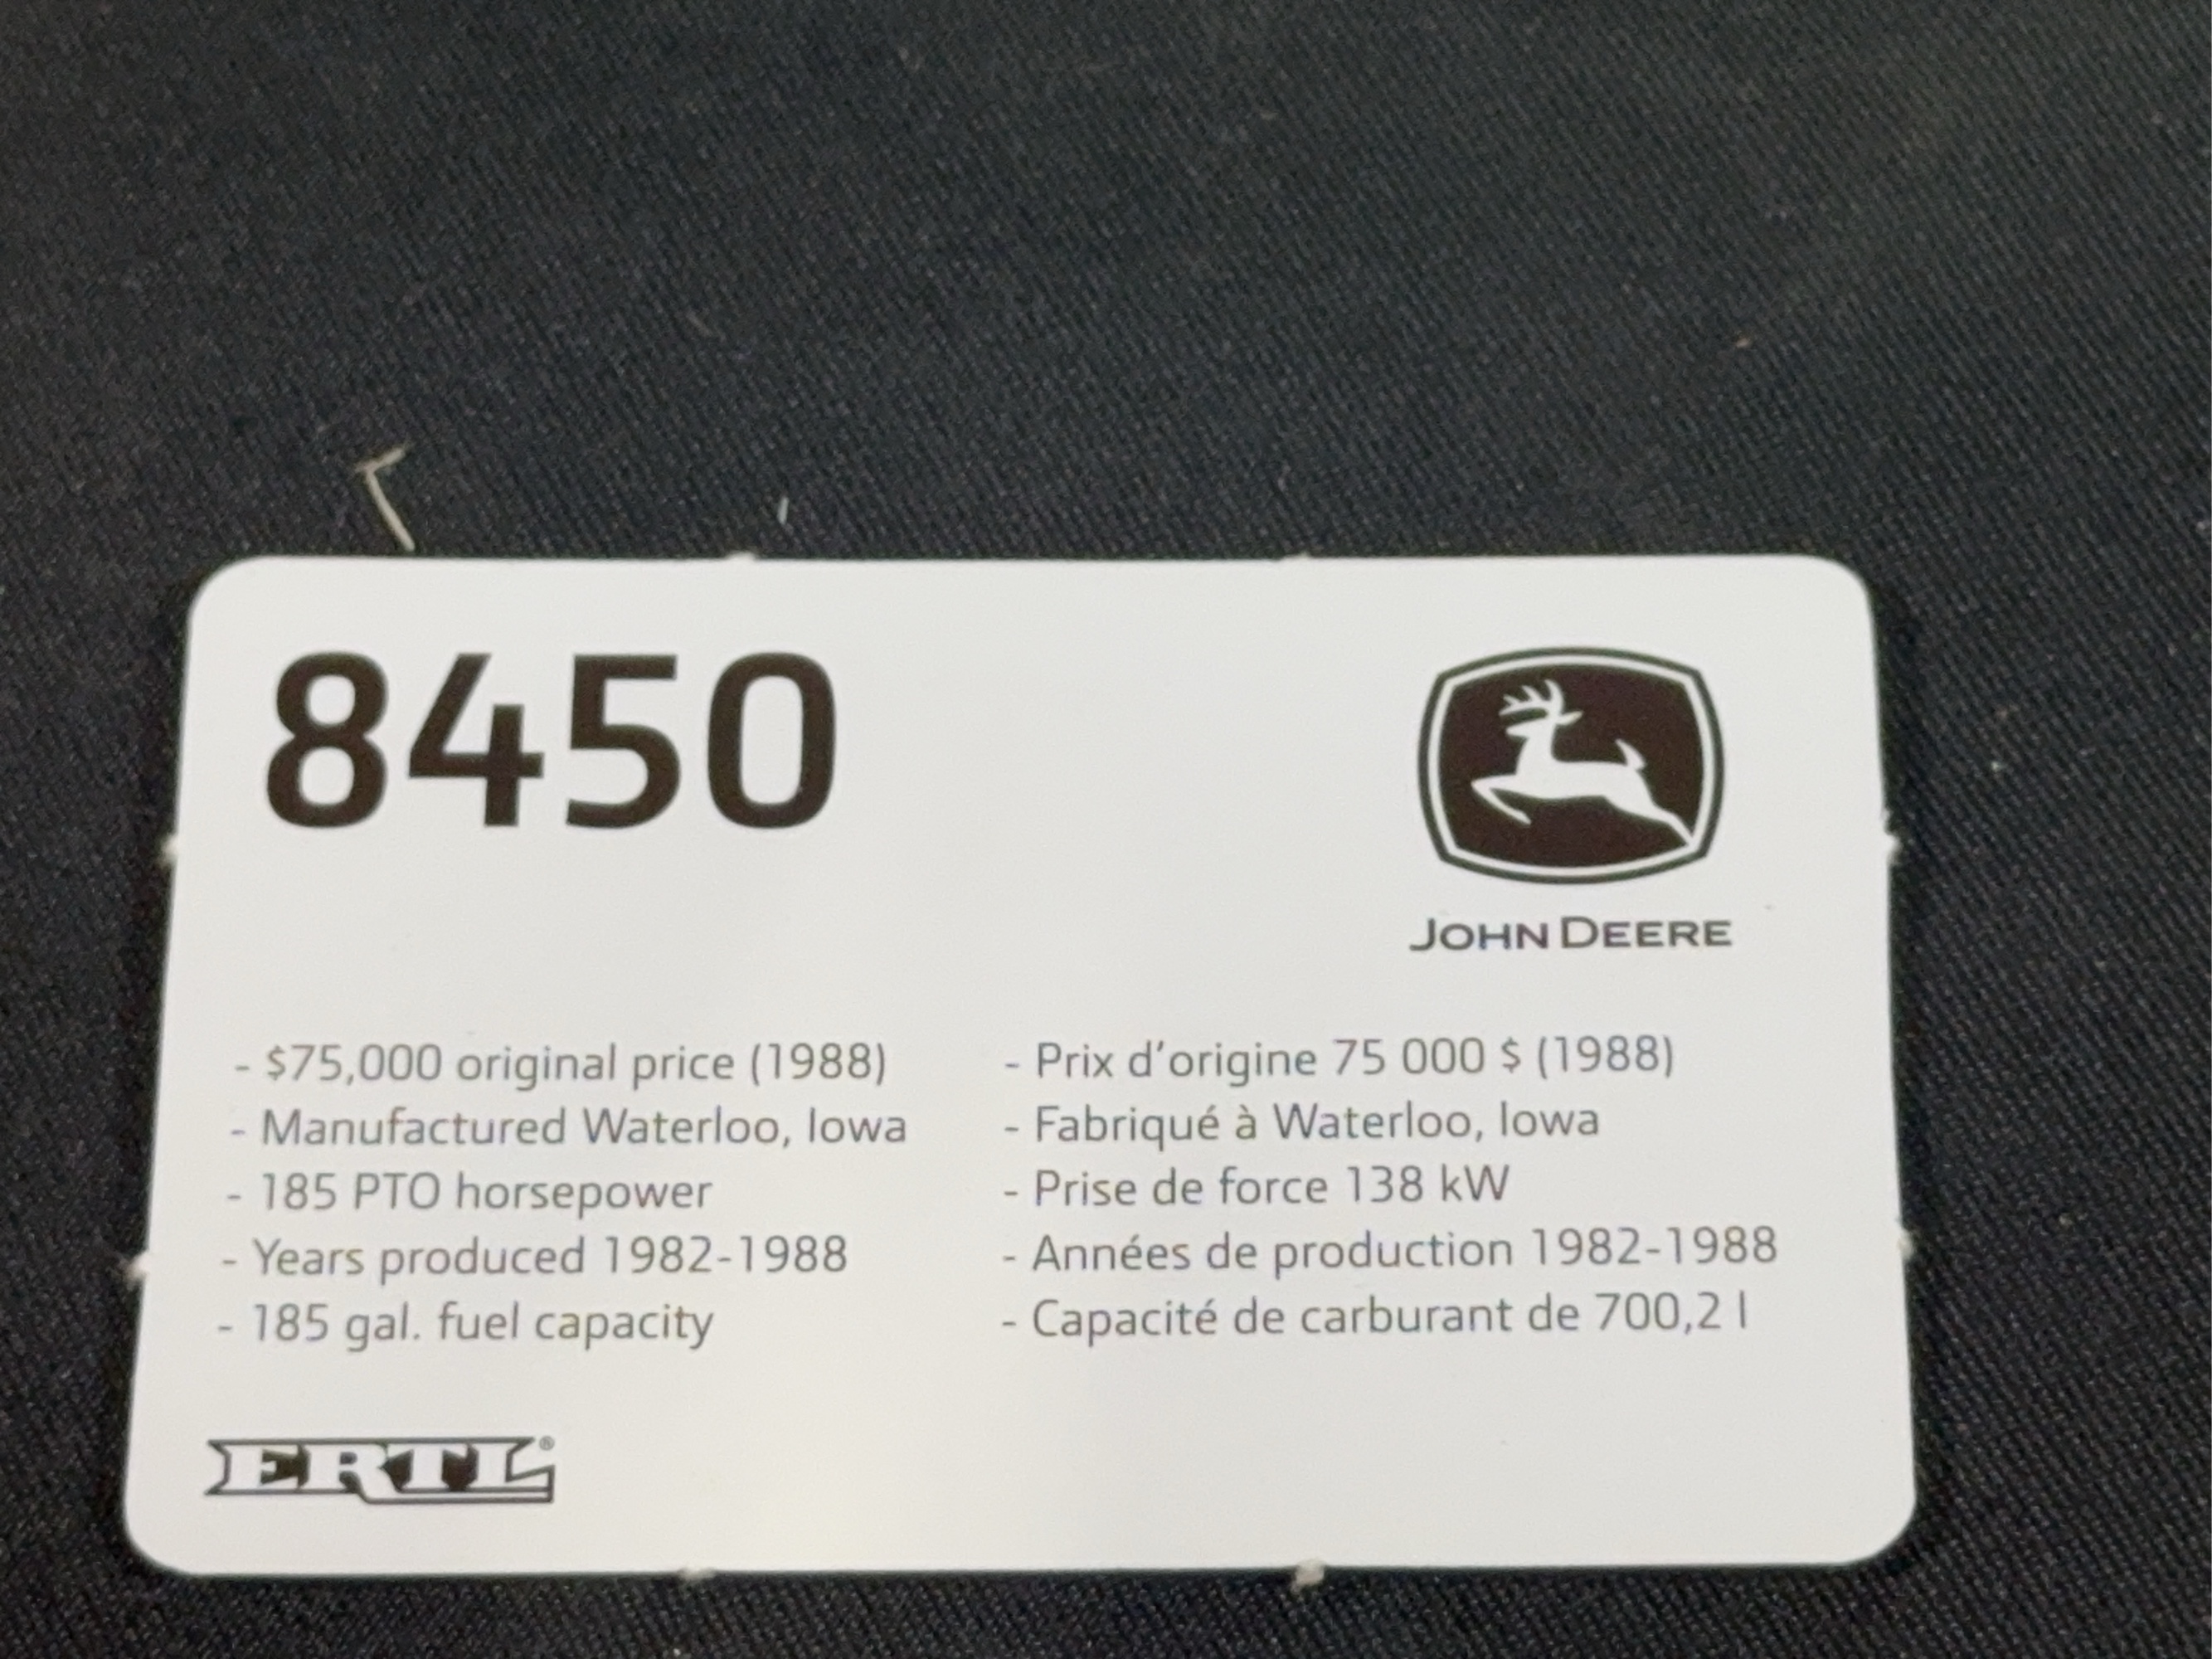 8450
JOHN DEERE
- $75,000 original price (1988)
- Manufactured Waterloo, Iowa
- 185 PTO horsepower
- Years produced 1982-1988
- 185 gal. fuel capacity
- Prix d'origine 75 000 $ (1988)
- Fabriqué à Waterloo, Iowa
- Prise de force 138 kW
- Années de production 1982-1988
- Capacité de carburant de 700,2 l
ERTL®